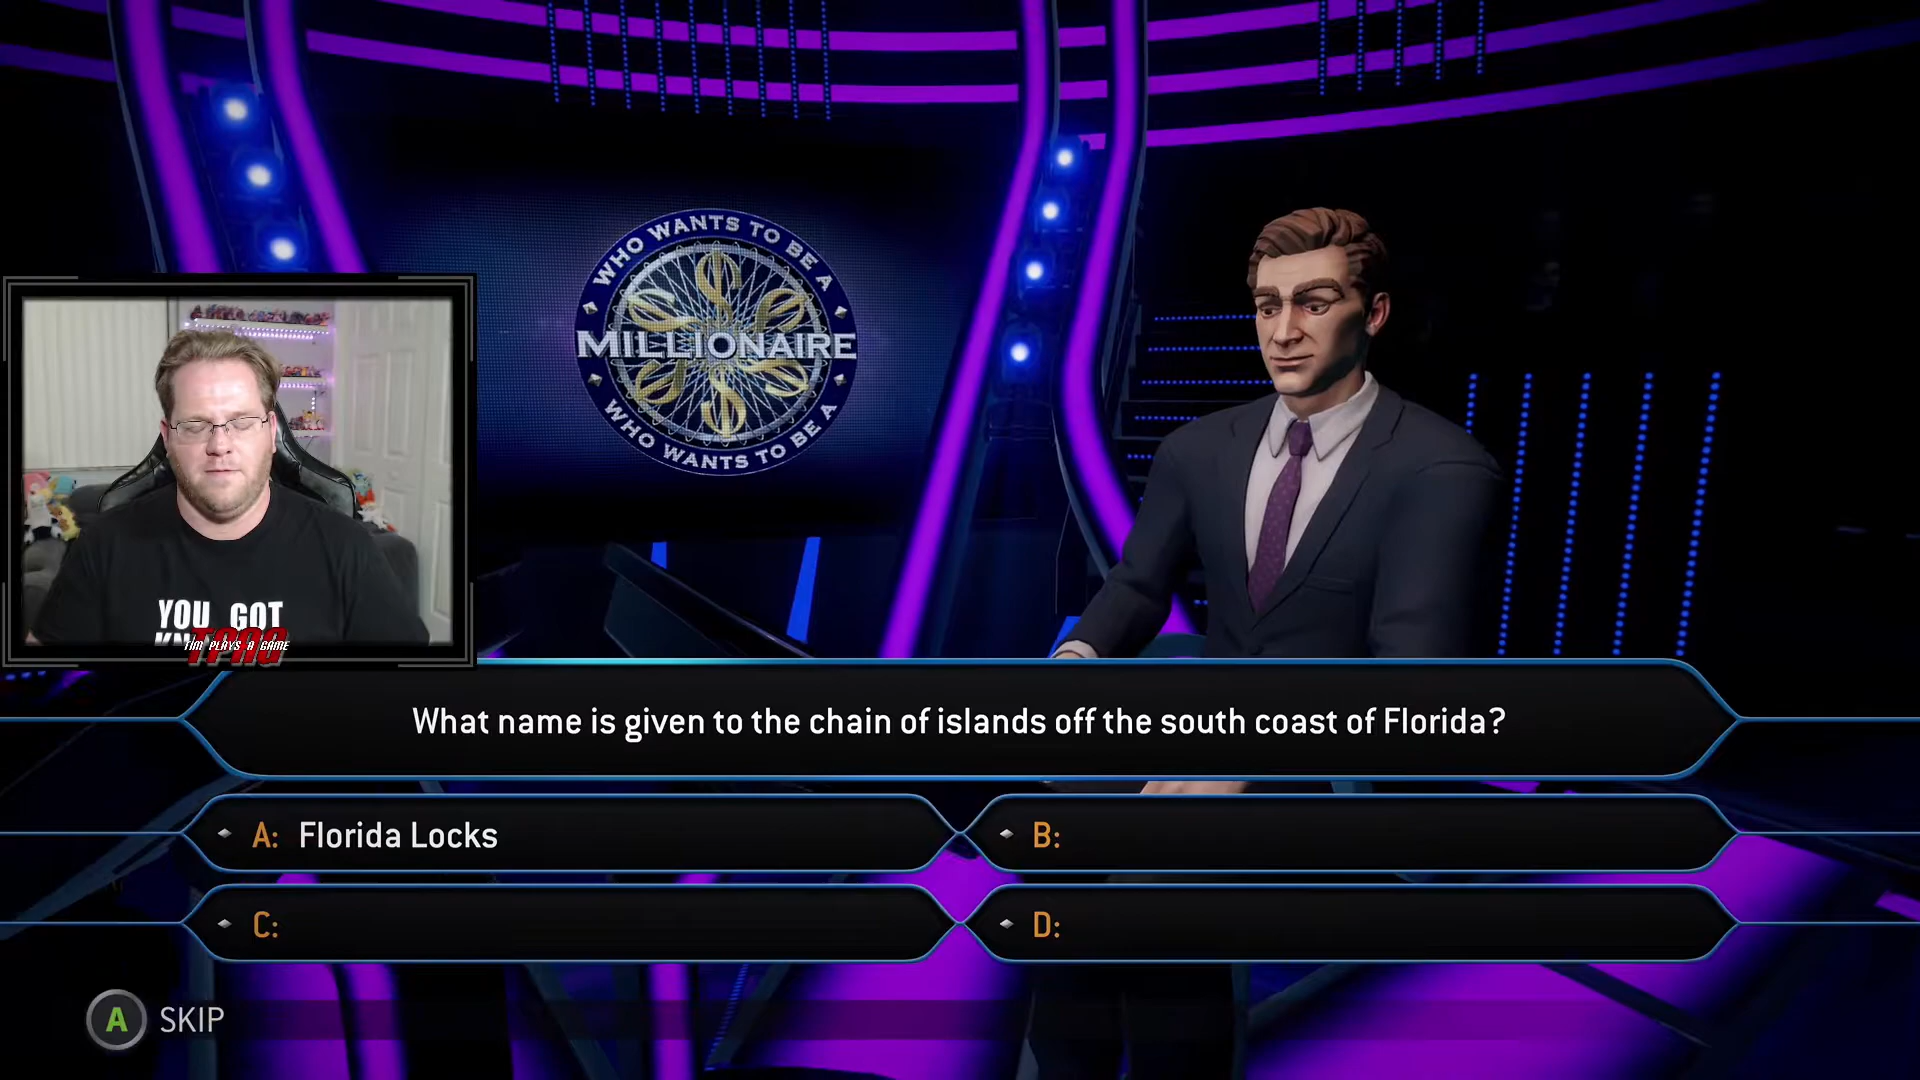 WHO WANTS TO BE A
MILLIONAIRE
WHO WANTS TO BE A
YOU GOT
TIM PLAYS A GAME
TPAG
What name is given to the chain of islands off the south coast of Florida?
A: Florida Locks
B:
C:
D:
A SKIP